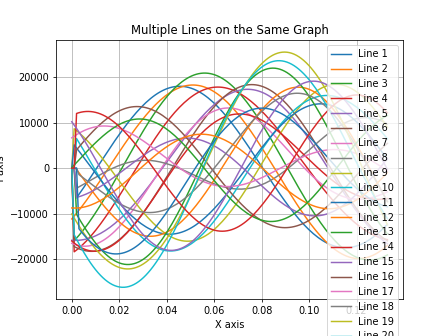 Multiple Lines on the Same Graph
20000
10000
0
−10000
−20000
0.00
0.02
0.04
0.06
0.08
0.10
X axis
Line 1
Line 2
Line 3
Line 4
Line 5
Line 6
Line 7
Line 8
Line 9
Line 10
Line 11
Line 12
Line 13
Line 14
Line 15
Line 16
Line 17
Line 18
Line 19
Line 20